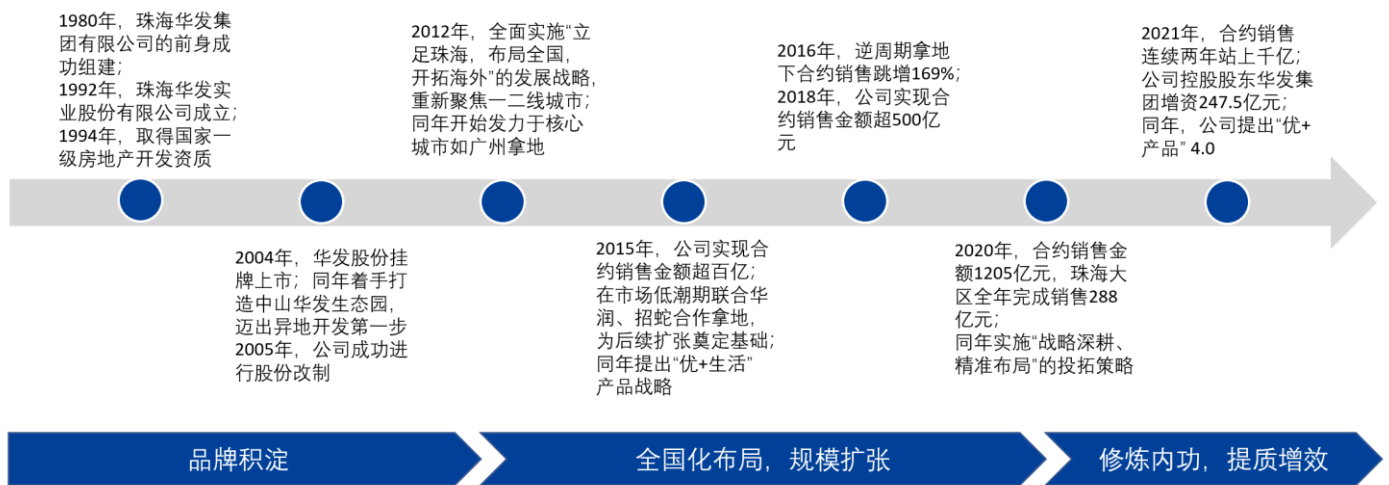 1980年，珠海华发集
团有限公司的前身成
功组建；
1992年，珠海华发实
业股份有限公司成立；
1994年，取得国家一
级房地产开发资质
2004年，华发股份挂
牌上市；同年着手打
造中山华发生态园，
迈出异地开发第一步
2005年，公司成功进
行股份改制
2012年，全面实施“立
足珠海，布局全国，
开拓海外”的发展战略，
重新聚焦一二线城市；
同年开始发力于核心
城市如广州拿地
2015年，公司实现合
约销售金额超百亿；
在市场低潮期联合华
润、招蛇合作拿地，
为后续扩张奠定基础；
同年提出“优+生活”
产品战略
2016年，逆周期拿地
下合约销售跳增169%；
2018年，公司实现合
约销售金额超500亿
元
2020年，合约销售金
额1205亿元，珠海大
区全年完成销售288
亿元；
同年实施“战略深耕、
精准布局”的投拓策略
2021年，合约销售
连续两年站上千亿；
公司控股股东华发集
团增资247.5亿元；
同年，公司提出“优+
产品” 4.0
品牌积淀
全国化布局，规模扩张
修炼内功，提质增效